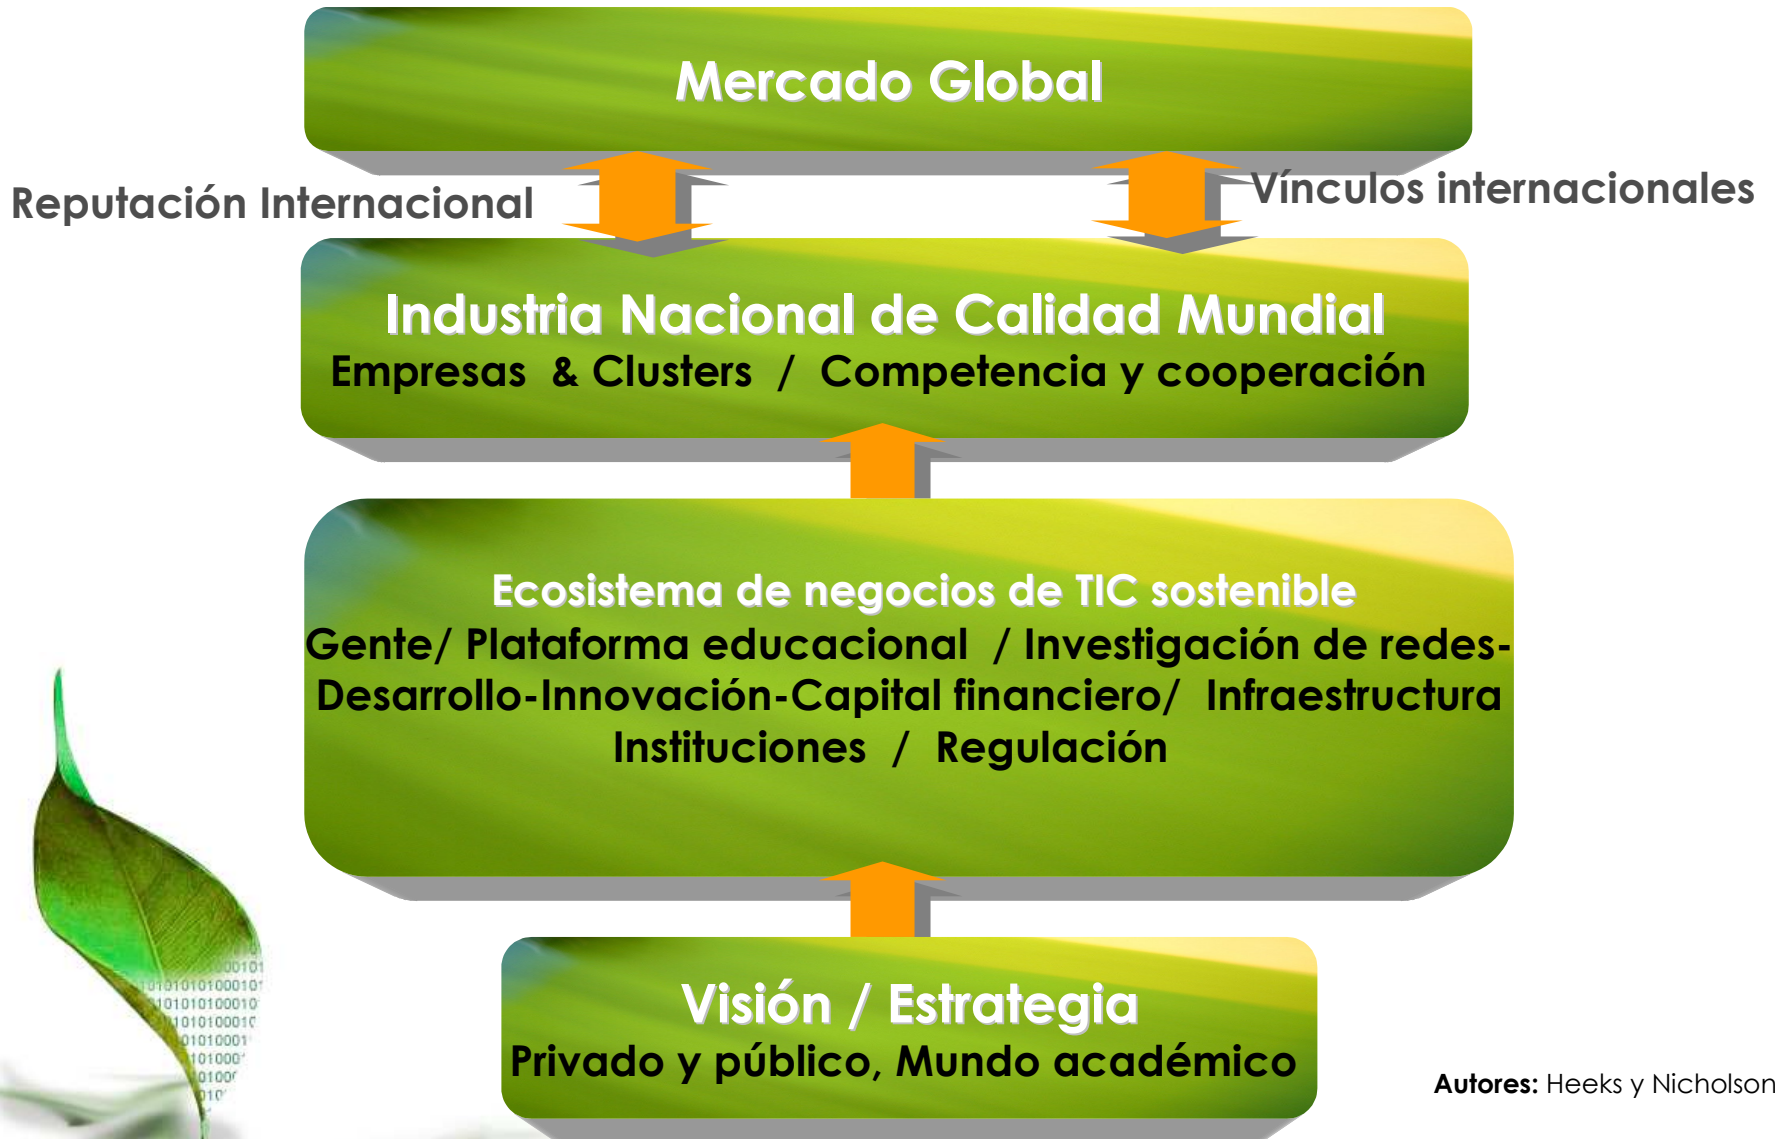 Mercado Global
Reputación Internacional
Vínculos internacionales
Industria Nacional de Calidad Mundial
Empresas & Clusters / Competencia y cooperación
Ecosistema de negocios de TIC sostenible
Gente/ Plataforma educacional / Investigación de redes-
Desarrollo-Innovación-Capital financiero/ Infraestructura
Instituciones / Regulación
Visión / Estrategia
Privado y público, Mundo académico
Autores: Heeks y Nicholson